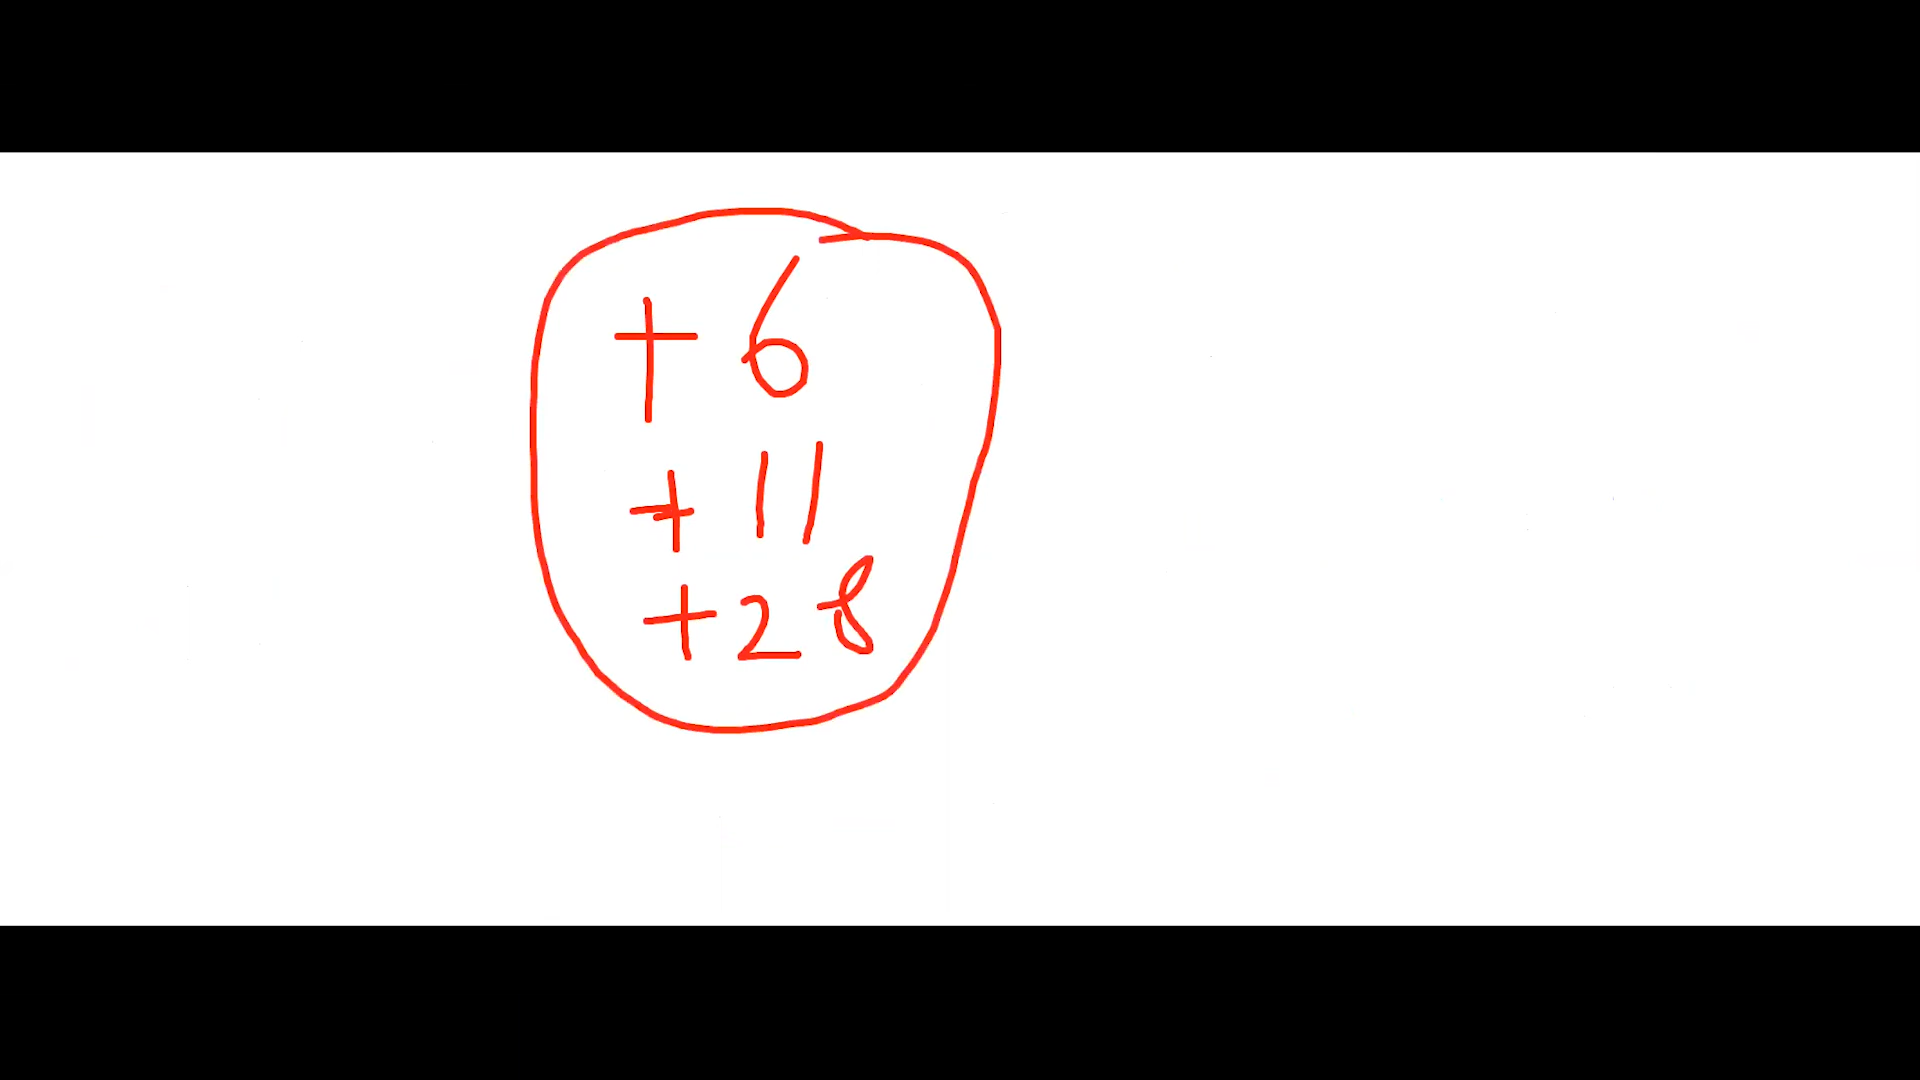 + 6
+ 11
+ 28